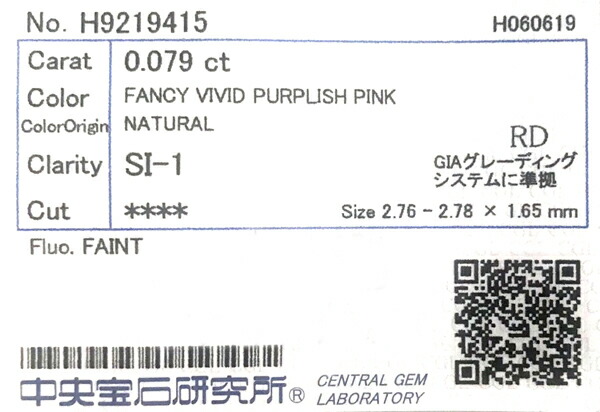 No. H9219415 H060619
Carat 0.079 ct
Color FANCY VIVID PURPLISH PINK
ColorOrigin NATURAL
Clarity SI-1 RD
GIAグレーディング
システムに準拠
Cut **** Size 2.76 - 2.78 × 1.65 mm
Fluo. FAINT
中央宝石研究所® CENTRAL GEM
LABORATORY